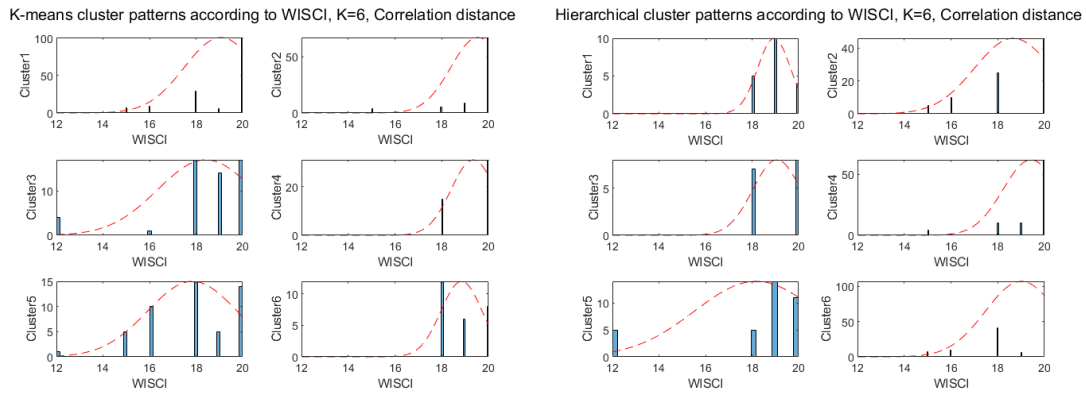 K-means cluster patterns according to WISCI, K=6, Correlation distance
100
50
0
Cluster1
12 14 16 18 20
WISCI
50
0
Cluster2
12 14 16 18 20
WISCI
10
0
Cluster3
12 14 16 18 20
WISCI
20
0
Cluster4
12 14 16 18 20
WISCI
15
10
5
0
Cluster5
12 14 16 18 20
WISCI
10
5
0
Cluster6
12 14 16 18 20
WISCI
Hierarchical cluster patterns according to WISCI, K=6, Correlation distance
10
5
0
Cluster1
12 14 16 18 20
WISCI
40
20
0
Cluster2
12 14 16 18 20
WISCI
5
0
Cluster3
12 14 16 18 20
WISCI
50
0
Cluster4
12 14 16 18 20
WISCI
10
5
0
Cluster5
12 14 16 18 20
WISCI
100
50
0
Cluster6
12 14 16 18 20
WISCI